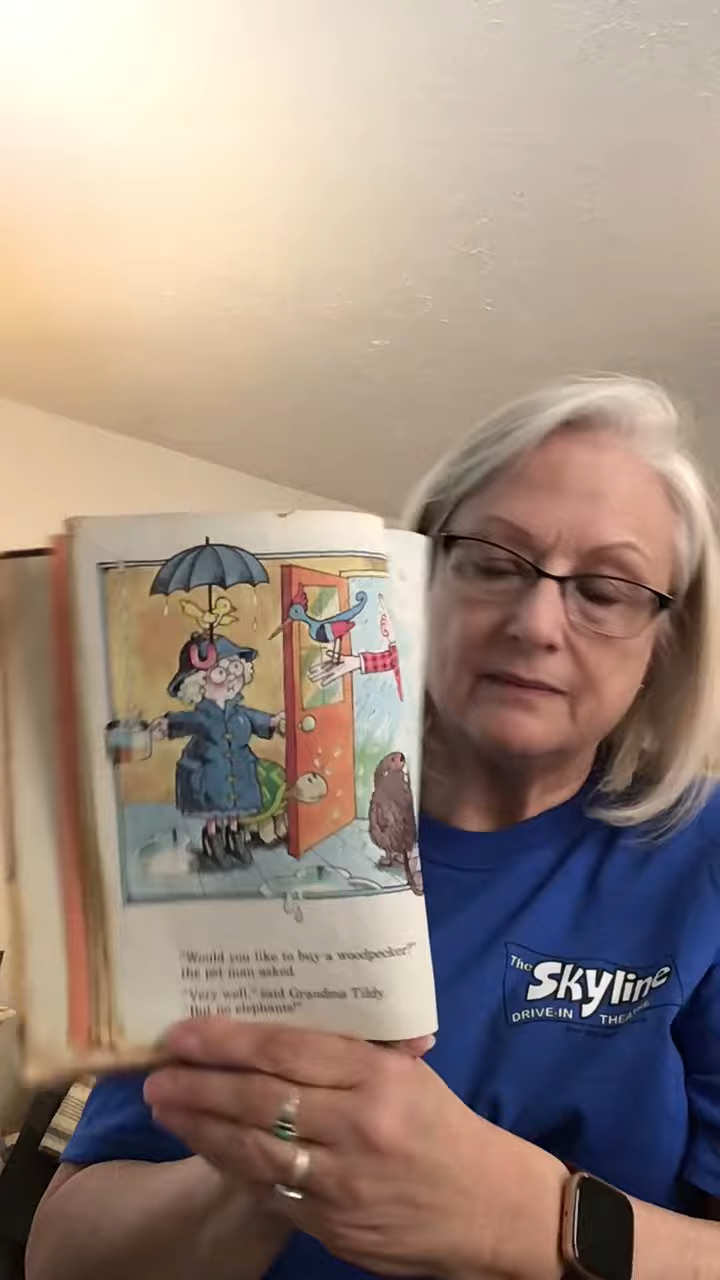 "Would you like to buy a woodpecker?"
the pet man asked.
"Very well," said Grandma Tildy.
"But no elephants!"
The
Skyline
DRIVE-IN THEATRE